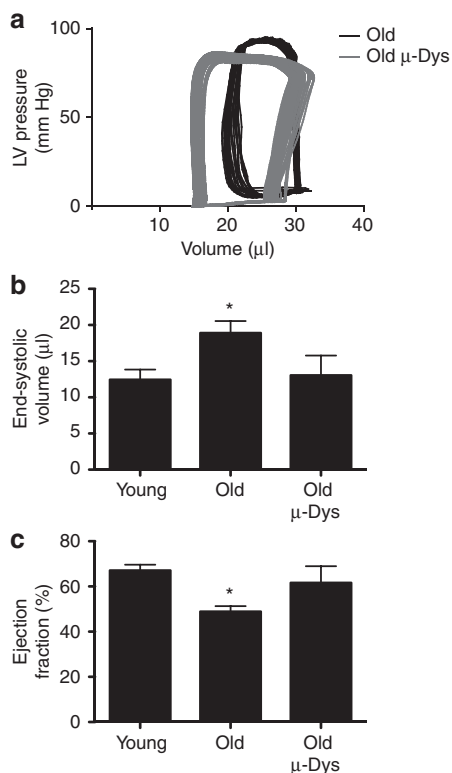 a
Old
Old μ-Dys
LV pressure
(mm Hg)
100
50
0
10 20 30 40
Volume (μl)
b
End-systolic
volume (μl)
25
20
15
10
5
0
*
Young Old Old
μ-Dys
c
Ejection
fraction (%)
80
60
40
20
0
*
Young Old Old
μ-Dys